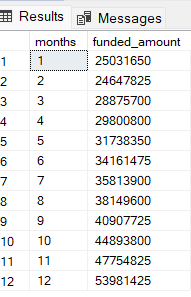 Results Messages
months funded_amount
1 1 25031650
2 2 24647825
3 3 28875700
4 4 29800800
5 5 31738350
6 6 34161475
7 7 35813900
8 8 38149600
9 9 40907825
10 10 44893800
11 11 47754825
12 12 53981425